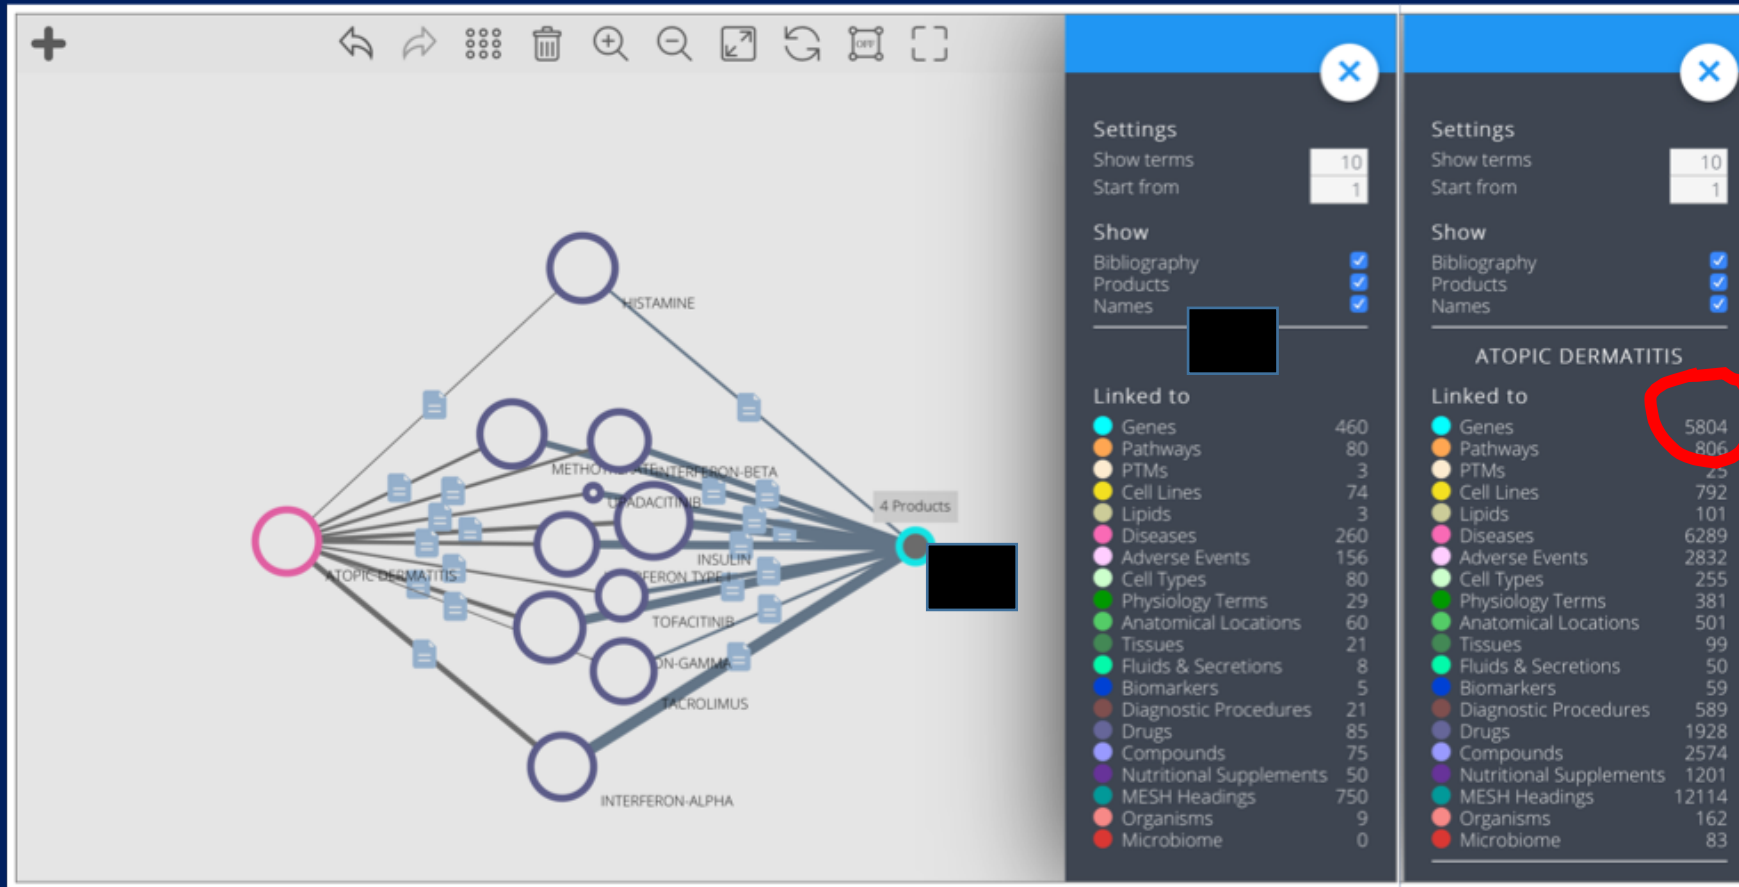 OFF
HISTAMINE
INTERFERON-BETA
UPADACITINIB
4 Products
INSULIN
ATOPIC DERMATITIS
TOFACITINIB
TACROLIMUS
INTERFERON-ALPHA
Settings
Show terms 10
Start from 1
Show
Bibliography
Products
Names
Linked to
Genes 460
Pathways 80
PTMs 3
Cell Lines 74
Lipids 3
Diseases 260
Adverse Events 156
Cell Types 80
Physiology Terms 29
Anatomical Locations 60
Tissues 21
Fluids & Secretions 8
Biomarkers 5
Diagnostic Procedures 21
Drugs 85
Compounds 75
Nutritional Supplements 50
MESH Headings 750
Organisms 9
Microbiome 0
Settings
Show terms 10
Start from 1
Show
Bibliography
Products
Names
ATOPIC DERMATITIS
Linked to
Genes 5804
Pathways 806
PTMs 25
Cell Lines 792
Lipids 101
Diseases 6289
Adverse Events 2832
Cell Types 255
Physiology Terms 381
Anatomical Locations 501
Tissues 99
Fluids & Secretions 50
Biomarkers 59
Diagnostic Procedures 589
Drugs 1928
Compounds 2574
Nutritional Supplements 1201
MESH Headings 12114
Organisms 162
Microbiome 83